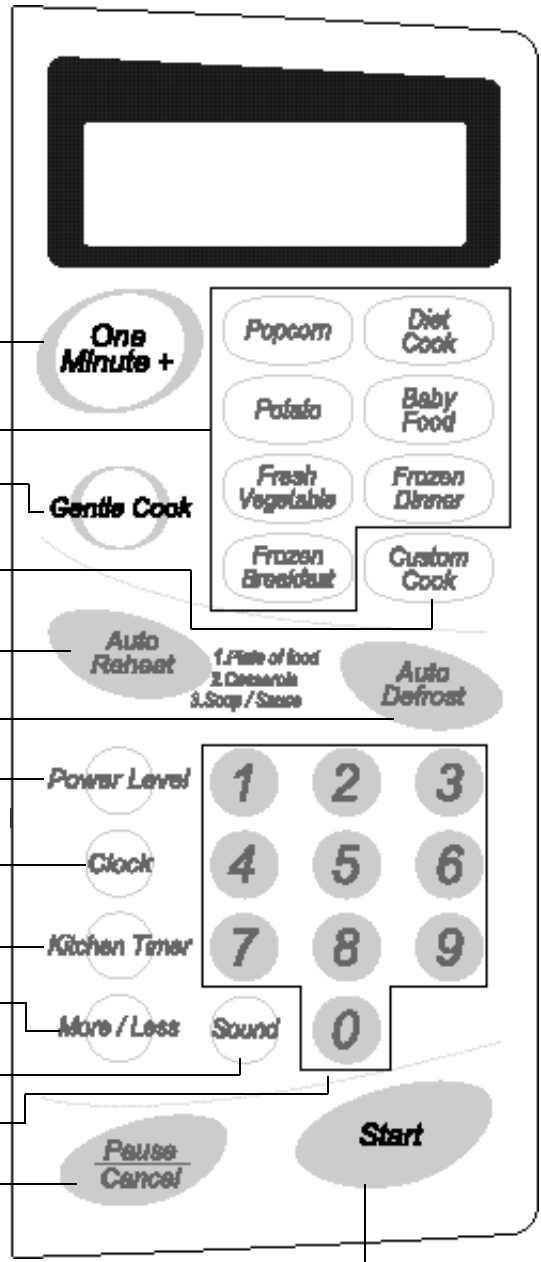 One
Minute +
Popcorn
Diet
Cook
Potato
Baby
Food
Gentle Cook
Fresh
Vegetable
Frozen
Dinner
Frozen
Breakfast
Custom
Cook
Auto
Reheat
1.Plate of food
2.Casserole
3.Soup / Sauce
Auto
Defrost
Power Level
1
2
3
Clock
4
5
6
Kitchen Timer
7
8
9
More / Less
Sound
0
Pause
Cancel
Start